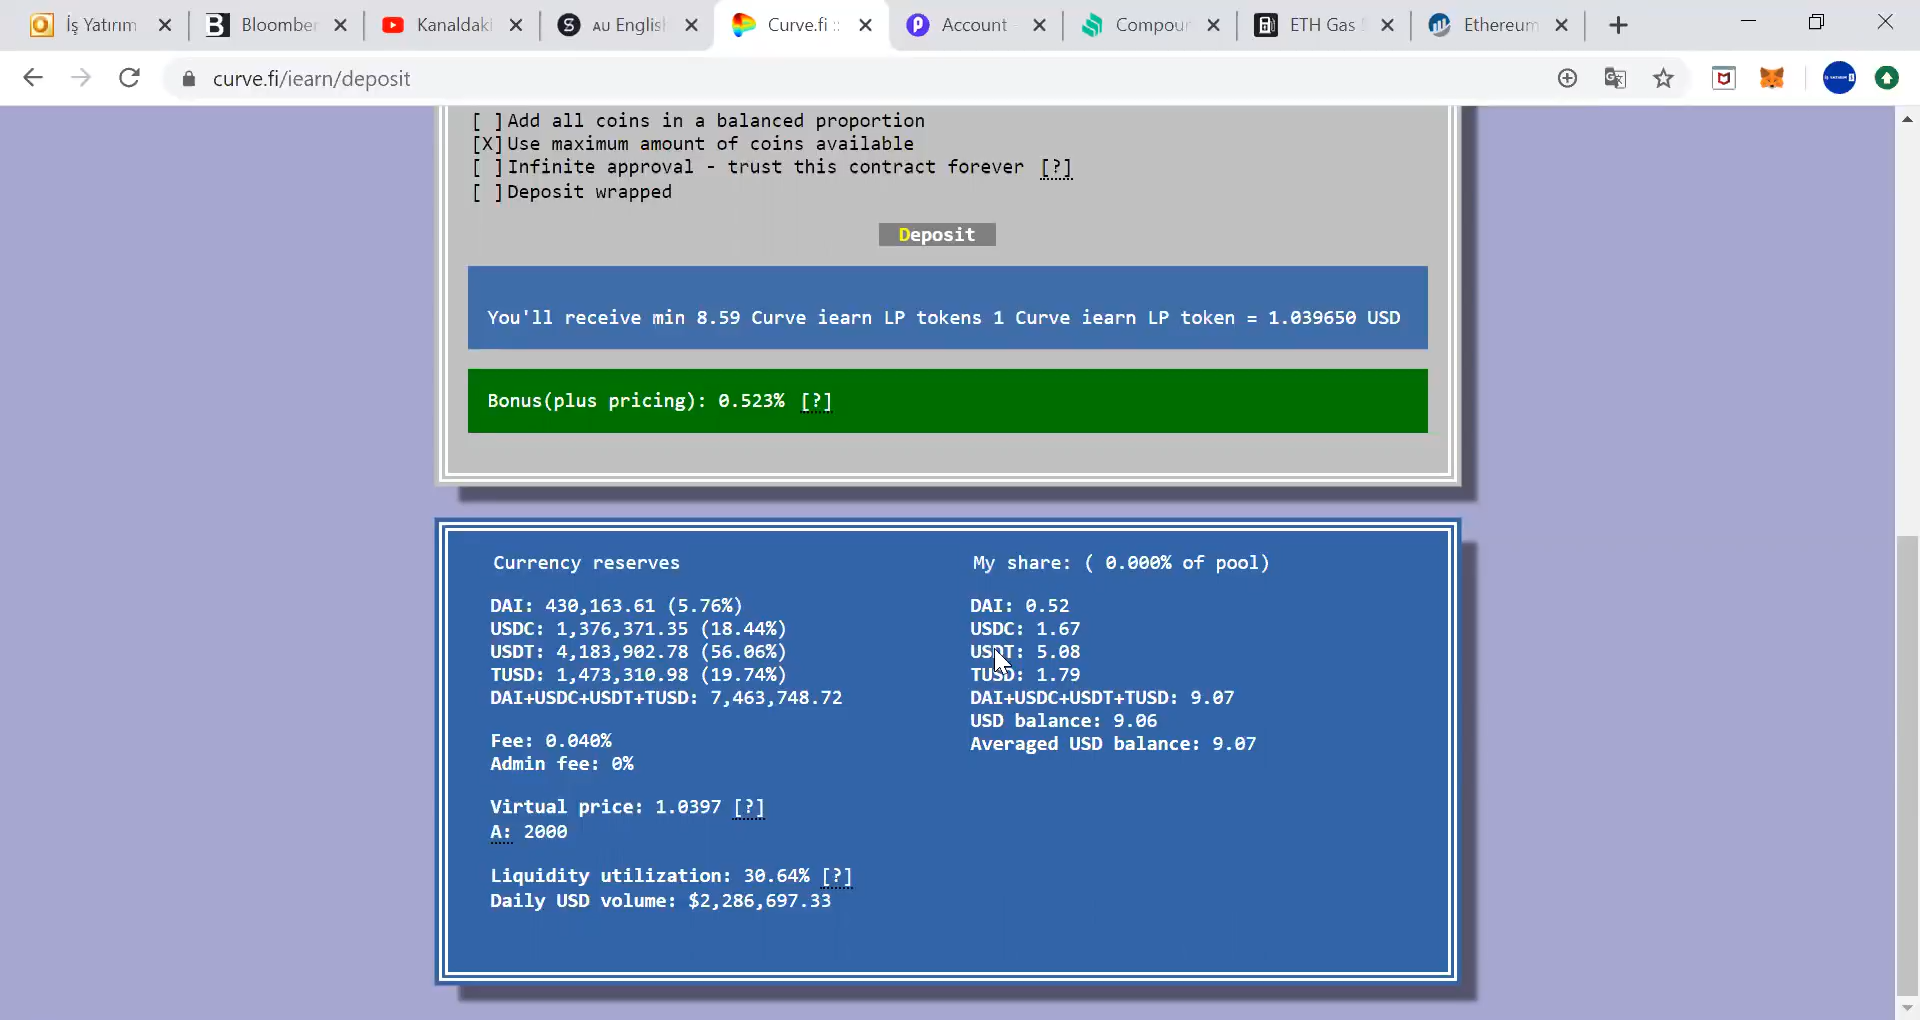 İş Yatırım
Bloomber
Kanaldaki
AU English
Curve.fi ::
Account
Compoun
ETH Gas
Ethereum
curve.fi/iearn/deposit
[ ]Add all coins in a balanced proportion
[X]Use maximum amount of coins available
[ ]Infinite approval - trust this contract forever [?]
[ ]Deposit wrapped
Deposit
You'll receive min 8.59 Curve iearn LP tokens 1 Curve iearn LP token = 1.039650 USD
Bonus(plus pricing): 0.523% [?]
Currency reserves
DAI: 430,163.61 (5.76%)
USDC: 1,376,371.35 (18.44%)
USDT: 4,183,902.78 (56.06%)
TUSD: 1,473,310.98 (19.74%)
DAI+USDC+USDT+TUSD: 7,463,748.72
Fee: 0.040%
Admin fee: 0%
Virtual price: 1.0397 [?]
A: 2000
Liquidity utilization: 30.64% [?]
Daily USD volume: $2,286,697.33
My share: ( 0.000% of pool)
DAI: 0.52
USDC: 1.67
USDT: 5.08
TUSD: 1.79
DAI+USDC+USDT+TUSD: 9.07
USD balance: 9.06
Averaged USD balance: 9.07